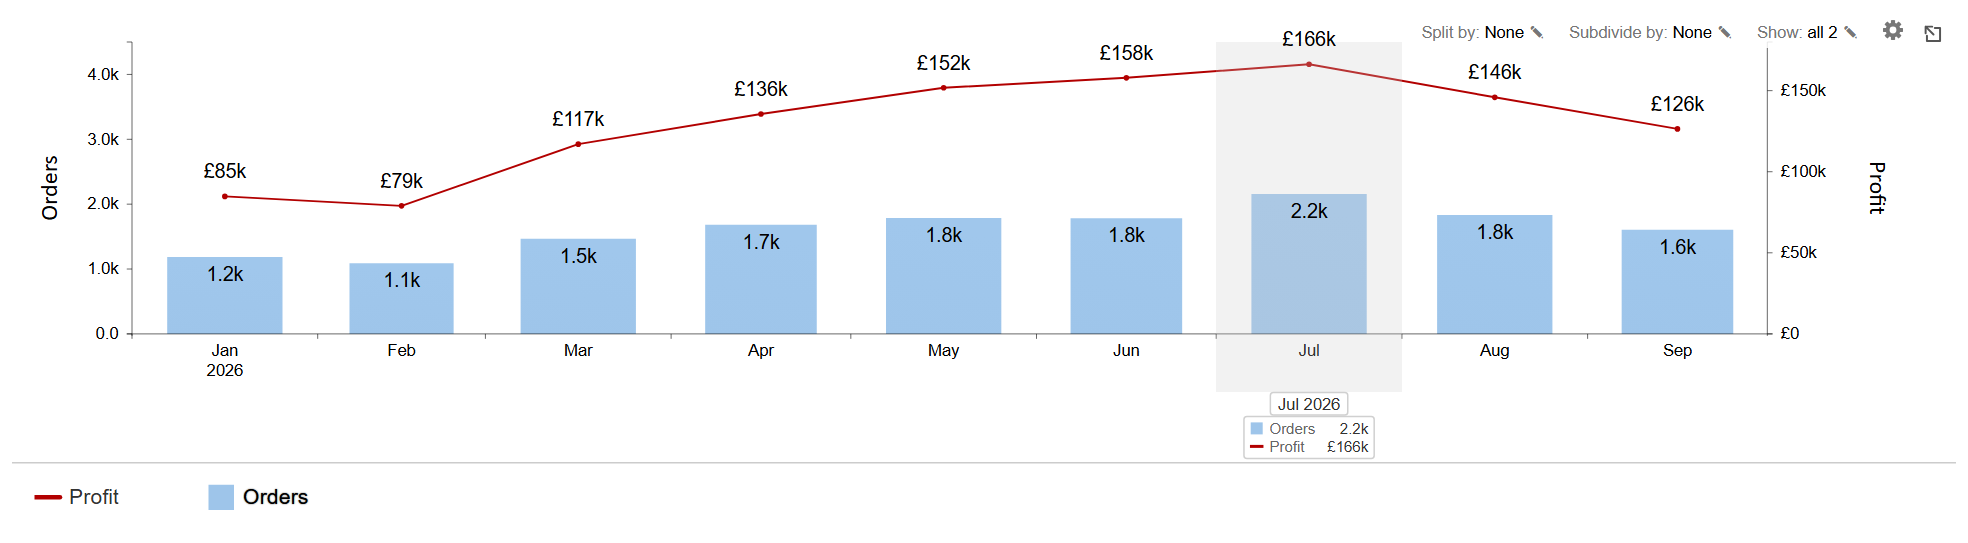 Split by: None Subdivide by: None Show: all 2
Orders
4.0k
3.0k
2.0k
1.0k
0.0
£85k £79k £117k £136k £152k £158k £166k £146k £126k
1.2k 1.1k 1.5k 1.7k 1.8k 1.8k 2.2k 1.8k 1.6k
£150k
£100k
£50k
£0
Profit
Jan Feb Mar Apr May Jun Jul Aug Sep
2026
Jul 2026
Orders 2.2k
Profit £166k
Profit Orders